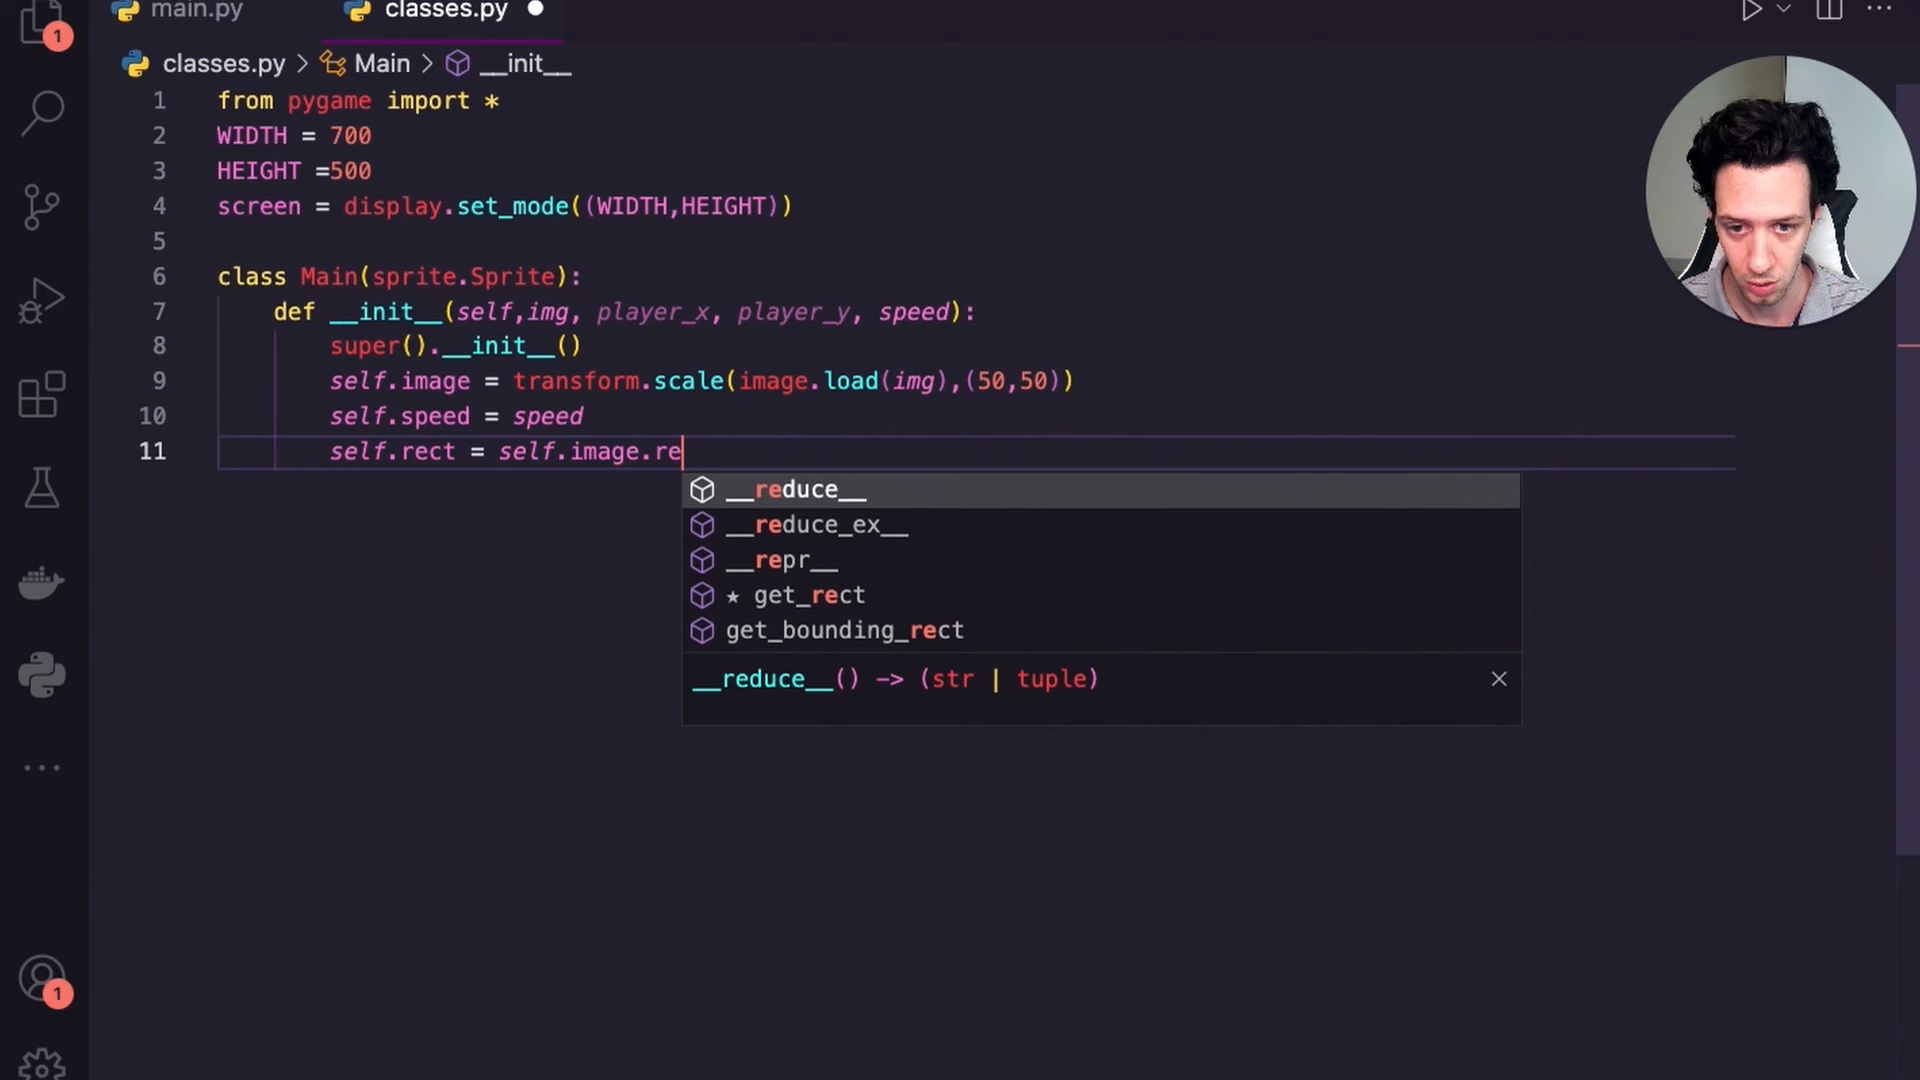 main.py
classes.py
classes.py > Main > __init__
1 from pygame import *
2 WIDTH = 700
3 HEIGHT =500
4 screen = display.set_mode((WIDTH,HEIGHT))
5
6 class Main(sprite.Sprite):
7 def __init__(self,img, player_x, player_y, speed):
8 super().__init__()
9 self.image = transform.scale(image.load(img),(50,50))
10 self.speed = speed
11 self.rect = self.image.re
__reduce__
__reduce_ex__
__repr__
★ get_rect
get_bounding_rect
__reduce__() -> (str | tuple)
1
1